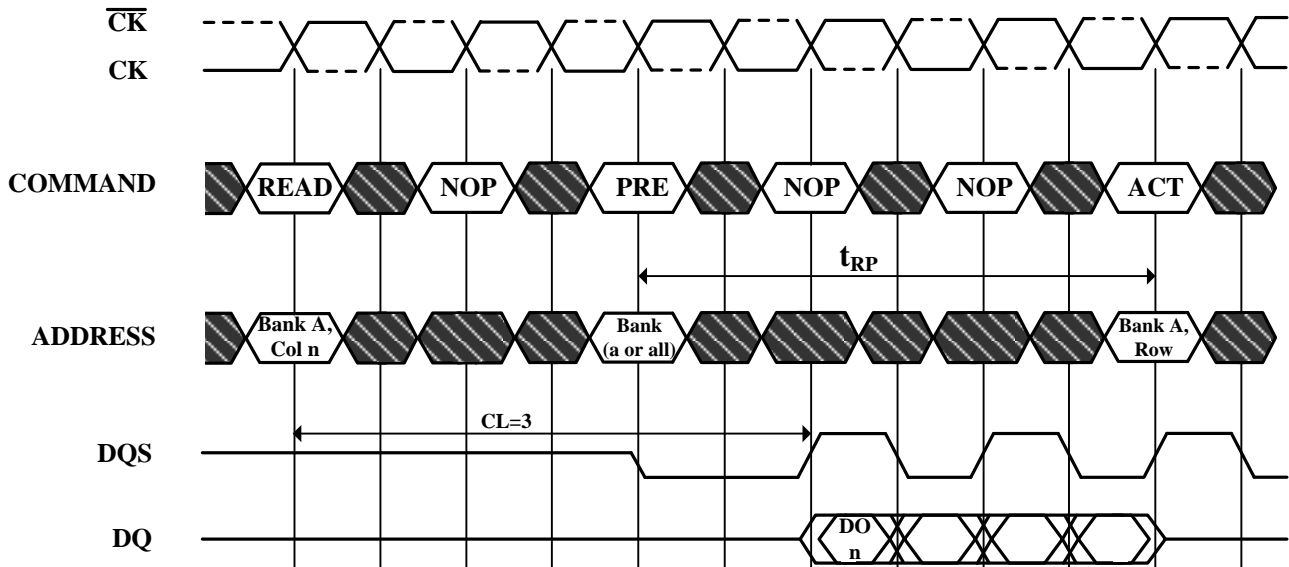 CK
CK
COMMAND
READ
NOP
PRE
NOP
NOP
ACT
tRP
ADDRESS
Bank A,
Col n
Bank
(a or all)
Bank A,
Row
CL=3
DQS
DQ
DO
n